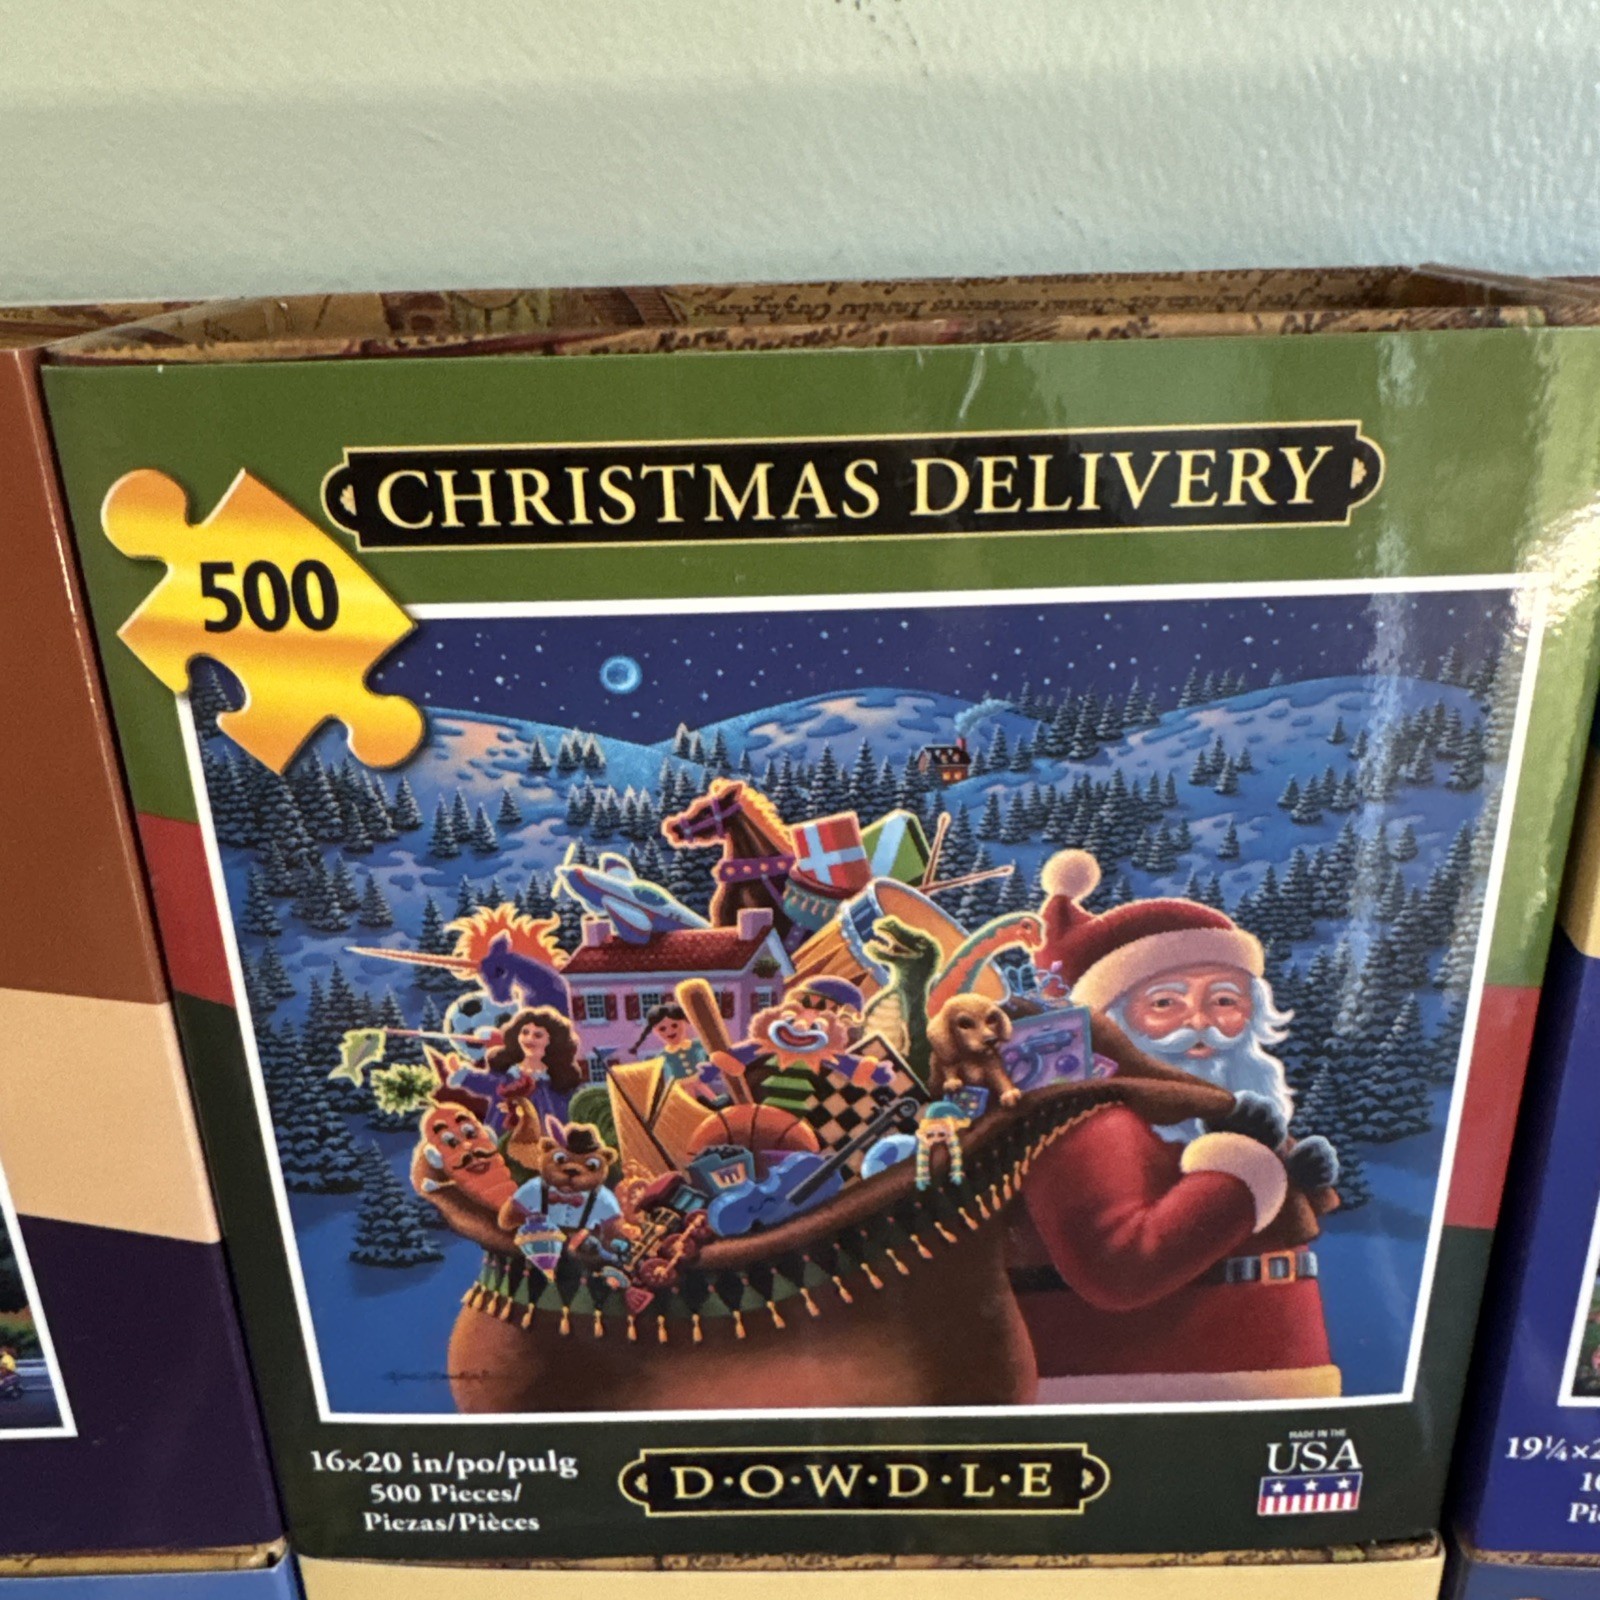 CHRISTMAS DELIVERY
500
16×20 in/po/pulg
500 Pieces/
Piezas/Pièces
D·O·W·D·L·E
MADE IN THE
USA
19¼×2